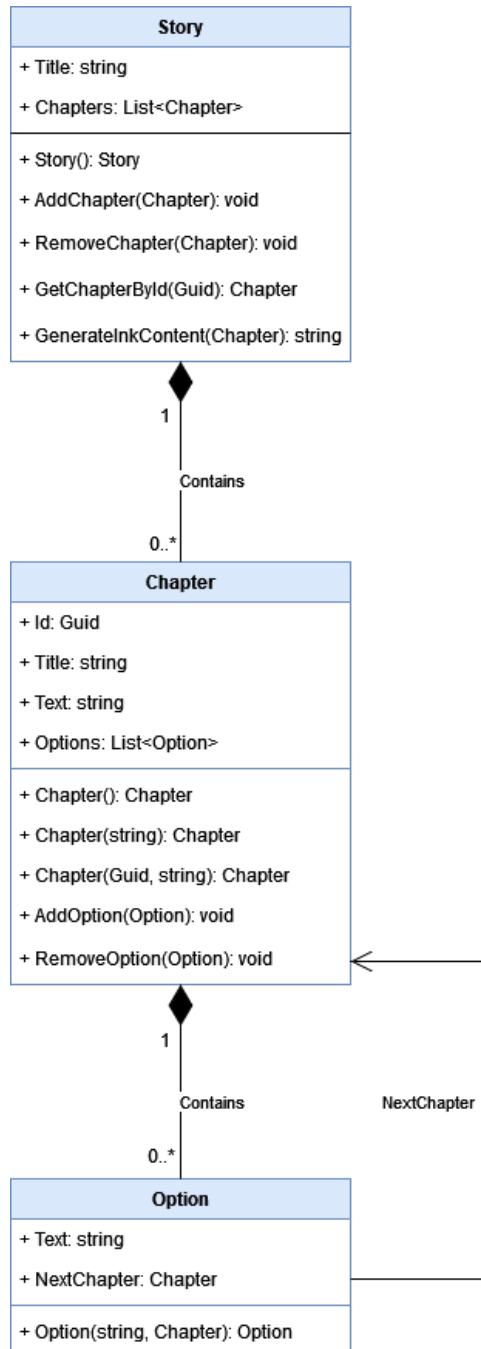 Story
+ Title: string
+ Chapters: List<Chapter>
+ Story(): Story
+ AddChapter(Chapter): void
+ RemoveChapter(Chapter): void
+ GetChapterById(Guid): Chapter
+ GenerateInkContent(Chapter): string
1
Contains
0..*
Chapter
+ Id: Guid
+ Title: string
+ Text: string
+ Options: List<Option>
+ Chapter(): Chapter
+ Chapter(string): Chapter
+ Chapter(Guid, string): Chapter
+ AddOption(Option): void
+ RemoveOption(Option): void
1
Contains
NextChapter
0..*
Option
+ Text: string
+ NextChapter: Chapter
+ Option(string, Chapter): Option